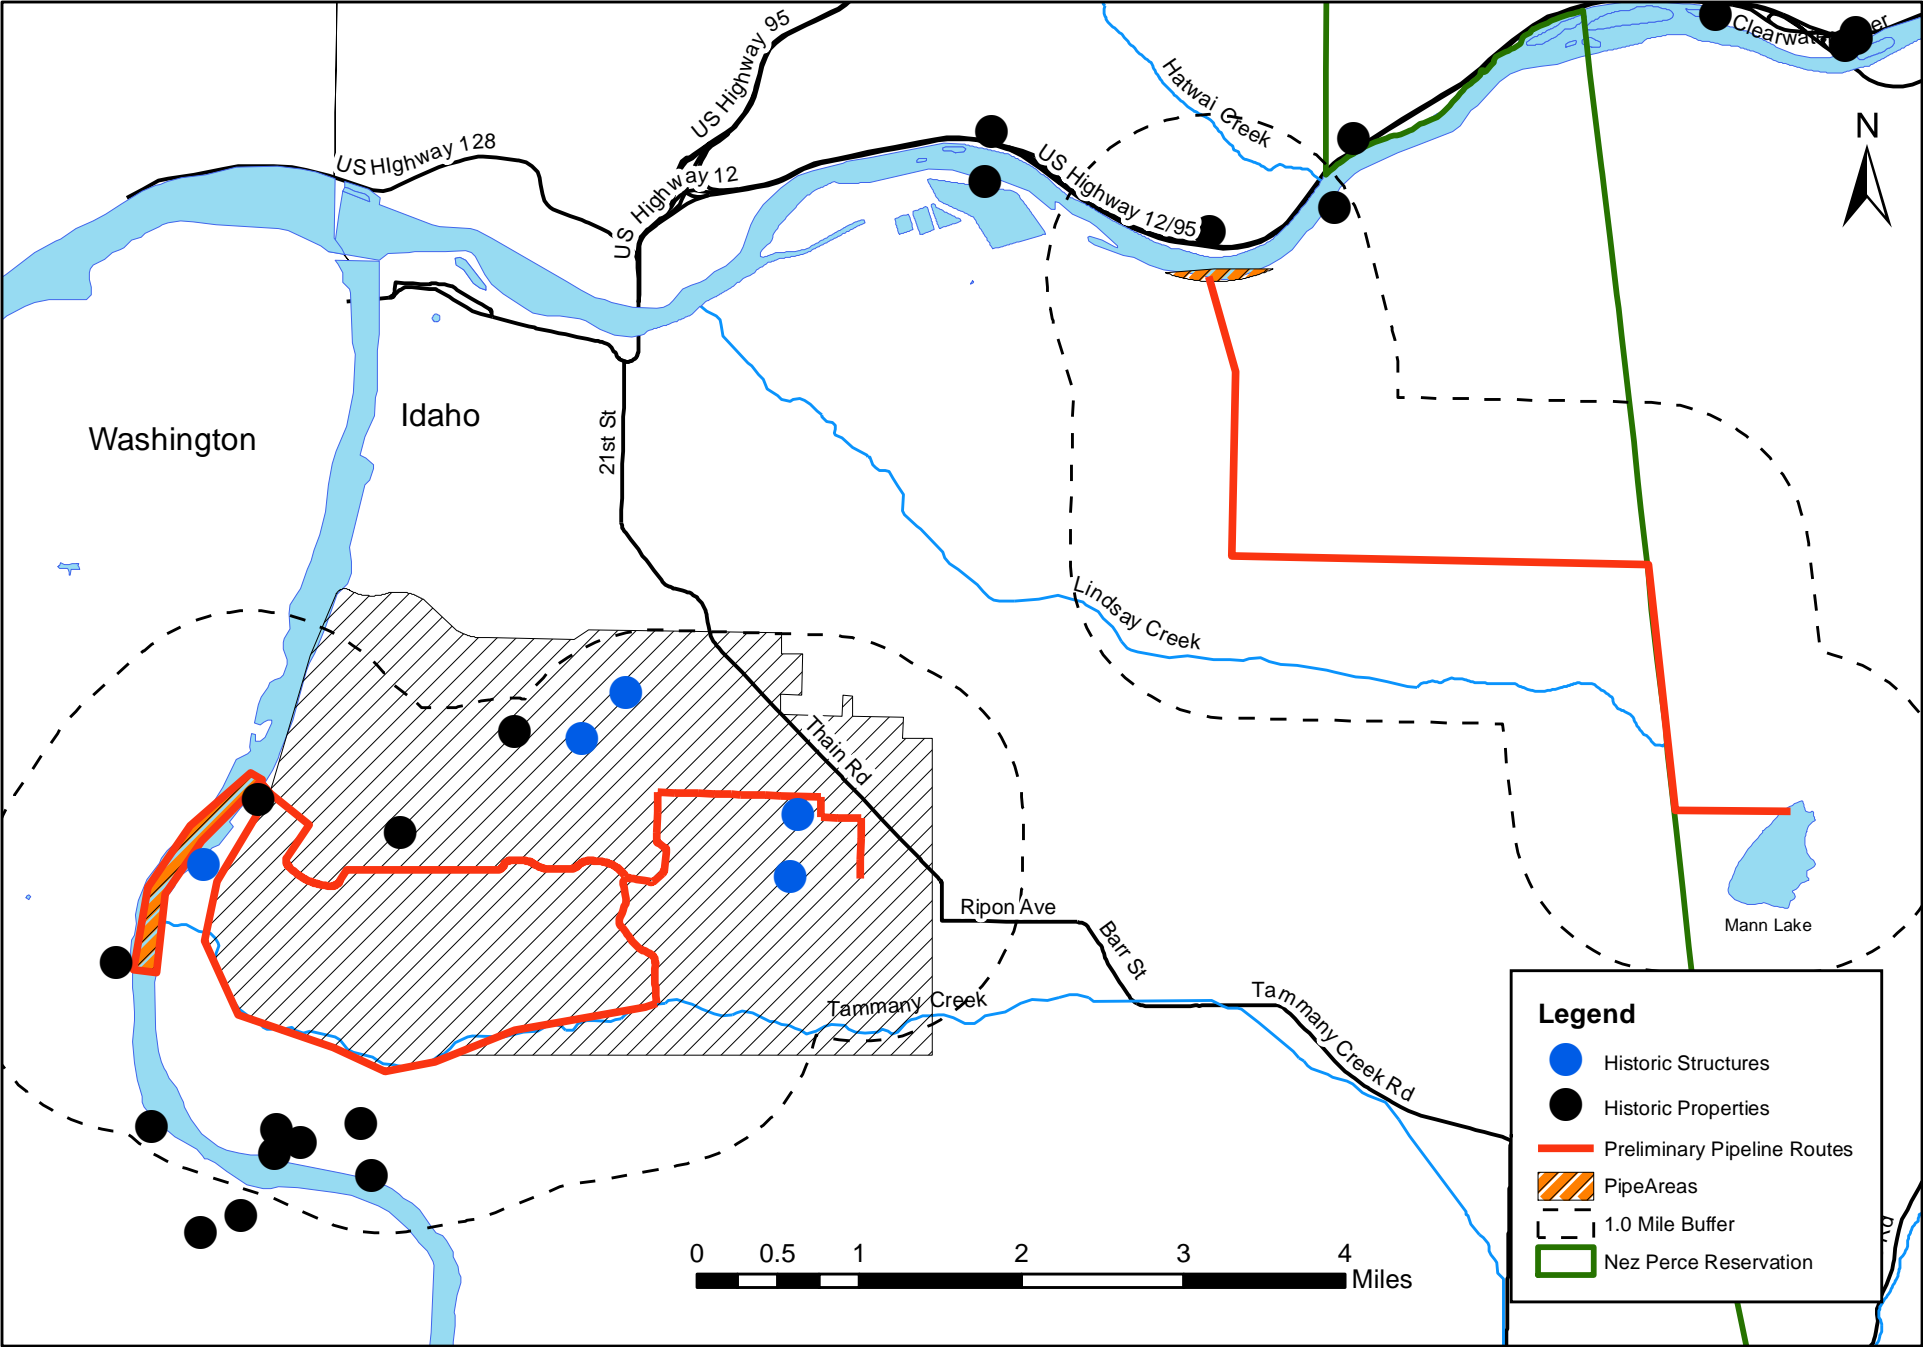 US Highway 95
Clearwater
er
Hatwai Creek
N
US HIghway 128
US Highway 12
US Highway 12/95
Washington
Idaho
21st St
Lindsay Creek
Thain Rd
Ripon Ave
Barr St
Mann Lake
Tammany Creek
Tammany Creek Rd
Legend
Historic Structures
Historic Properties
Preliminary Pipeline Routes
PipeAreas
1.0 Mile Buffer
Nez Perce Reservation
Rd
0 0.5 1 2 3 4
Miles